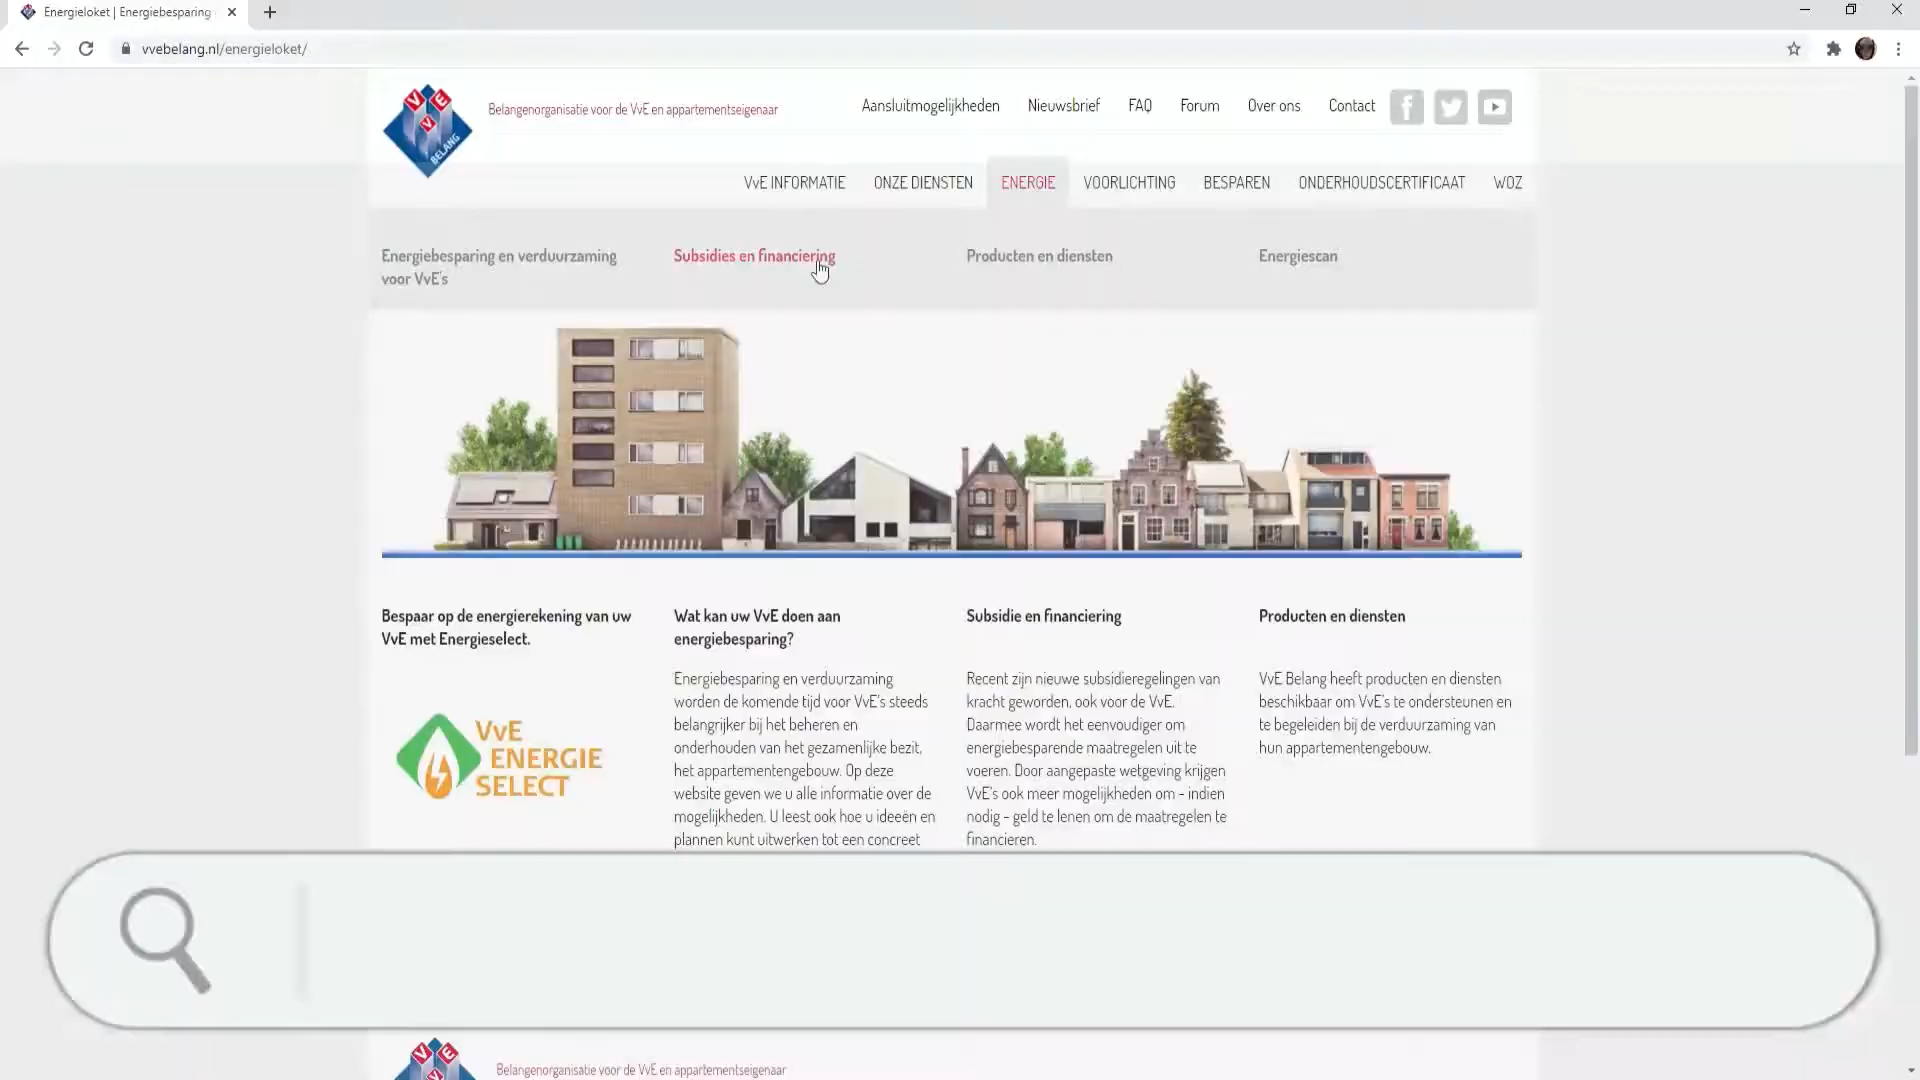 Energieloket | Energiebesparing
vvebelang.nl/energieloket/
VVE
BELANG
Belangenorganisatie voor de VvE en appartementseigenaar
Aansluitmogelijkheden Nieuwsbrief FAQ Forum Over ons Contact
VvE INFORMATIE ONZE DIENSTEN ENERGIE VOORLICHTING BESPAREN ONDERHOUDSCERTIFICAAT WOZ
Energiebesparing en verduurzaming
voor VvE's
Subsidies en financiering
Producten en diensten
Energiescan
Bespaar op de energierekening van uw
VvE met Energieselect.
VvE
ENERGIE
SELECT
Wat kan uw VvE doen aan
energiebesparing?
Energiebesparing en verduurzaming
worden de komende tijd voor VvE's steeds
belangrijker bij het beheren en
onderhouden van het gezamenlijke bezit,
het appartementengebouw. Op deze
website geven we u alle informatie over de
mogelijkheden. U leest ook hoe u ideeën en
plannen kunt uitwerken tot een concreet
Subsidie en financiering
Recent zijn nieuwe subsidieregelingen van
kracht geworden, ook voor de VvE.
Daarmee wordt het eenvoudiger om
energiebesparende maatregelen uit te
voeren. Door aangepaste wetgeving krijgen
VvE's ook meer mogelijkheden om - indien
nodig - geld te lenen om de maatregelen te
financieren.
Producten en diensten
VvE Belang heeft producten en diensten
beschikbaar om VvE's te ondersteunen en
te begeleiden bij de verduurzaming van
hun appartementengebouw.
VVE
Belangenorganisatie voor de VvE en appartementseigenaar